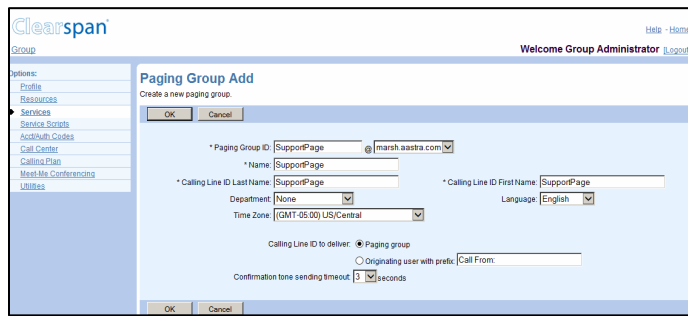 Clearspan
Help - Home
Group
Welcome Group Administrator [Logout
Options:
Profile
Resources
Services
Service Scripts
Acct/Auth Codes
Call Center
Calling Plan
Meet-Me Conferencing
Utilities
Paging Group Add
Create a new paging group.
OK Cancel
* Paging Group ID: SupportPage @ marsh.aastra.com
* Name: SupportPage
* Calling Line ID Last Name: SupportPage * Calling Line ID First Name: SupportPage
Department: None Language: English
Time Zone: (GMT-05:00) US/Central
Calling Line ID to deliver: Paging group
Originating user with prefix: Call From:
Confirmation tone sending timeout: 3 seconds
OK Cancel